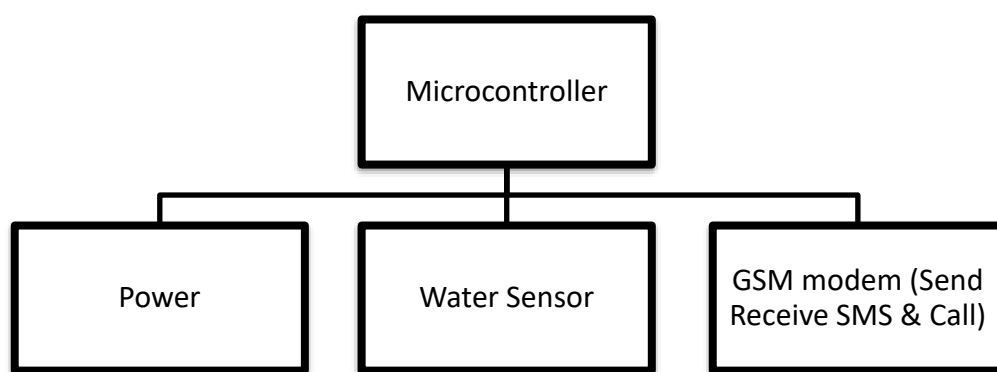 Microcontroller
Power
Water Sensor
GSM modem (Send
Receive SMS & Call)